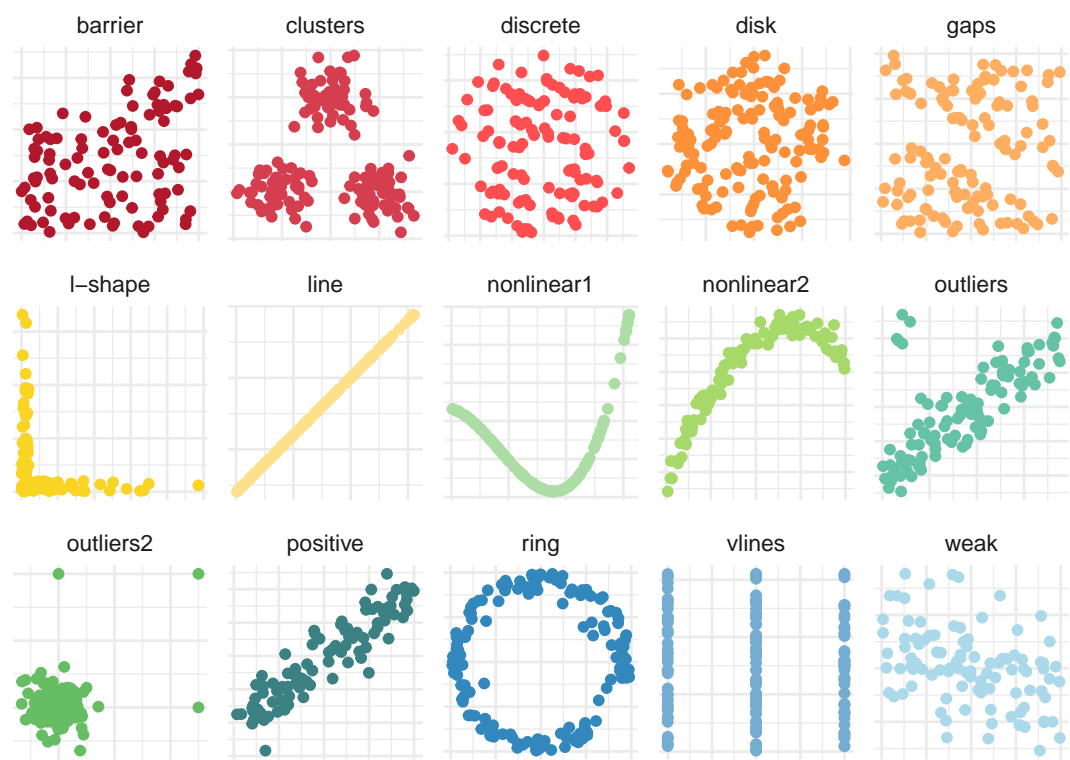 barrier clusters discrete disk gaps
l−shape line nonlinear1 nonlinear2 outliers
outliers2 positive ring vlines weak